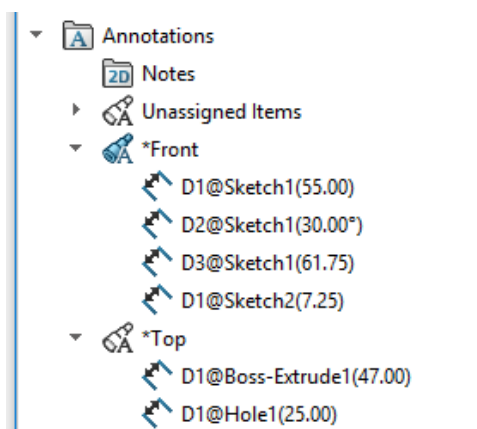 Annotations
Notes
Unassigned Items
*Front
D1@Sketch1(55.00)
D2@Sketch1(30.00°)
D3@Sketch1(61.75)
D1@Sketch2(7.25)
*Top
D1@Boss-Extrude1(47.00)
D1@Hole1(25.00)